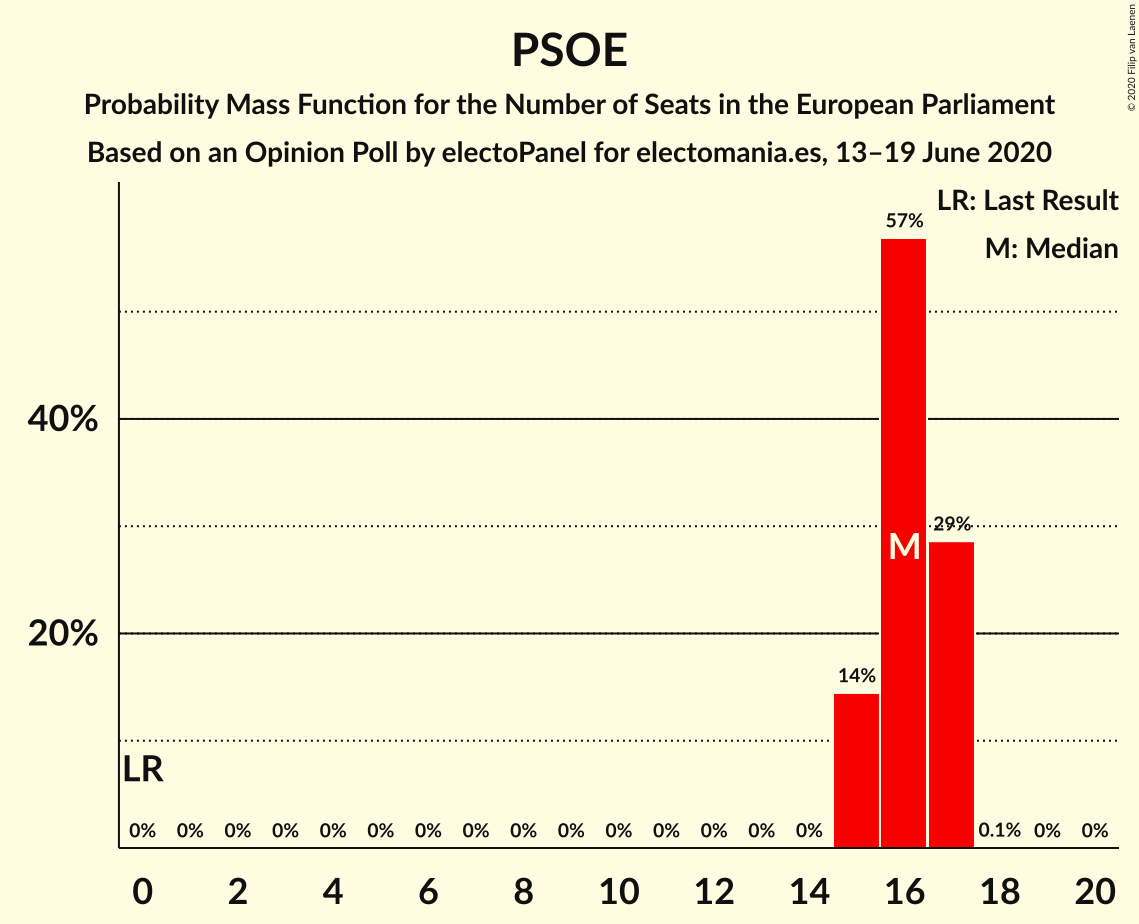 PSOE
Probability Mass Function for the Number of Seats in the European Parliament
Based on an Opinion Poll by electoPanel for electomania.es, 13–19 June 2020
© 2020 Filip van Laenen
LR: Last Result
M: Median
57%
40%
29%
M
20%
14%
LR
0% 0% 0% 0% 0% 0% 0% 0% 0% 0% 0% 0% 0% 0% 0% 0.1% 0% 0%
0 2 4 6 8 10 12 14 16 18 20